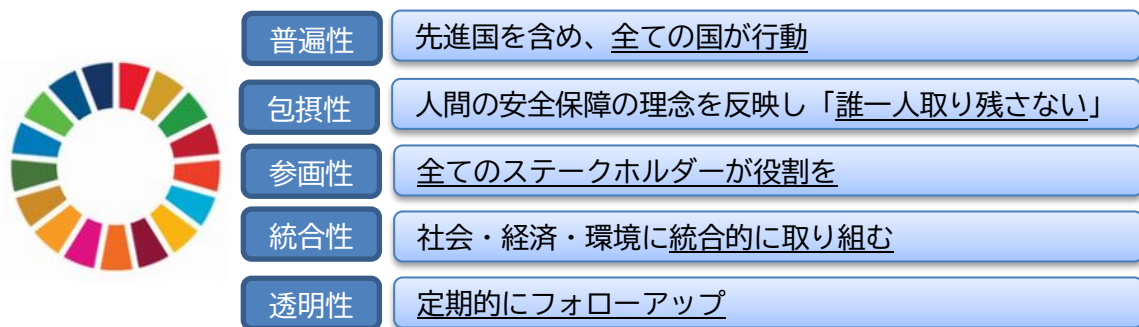 普遍性 先進国を含め、全ての国が行動
包摂性 人間の安全保障の理念を反映し「誰一人取り残さない」
参画性 全てのステークホルダーが役割を
統合性 社会・経済・環境に統合的に取り組む
透明性 定期的にフォローアップ